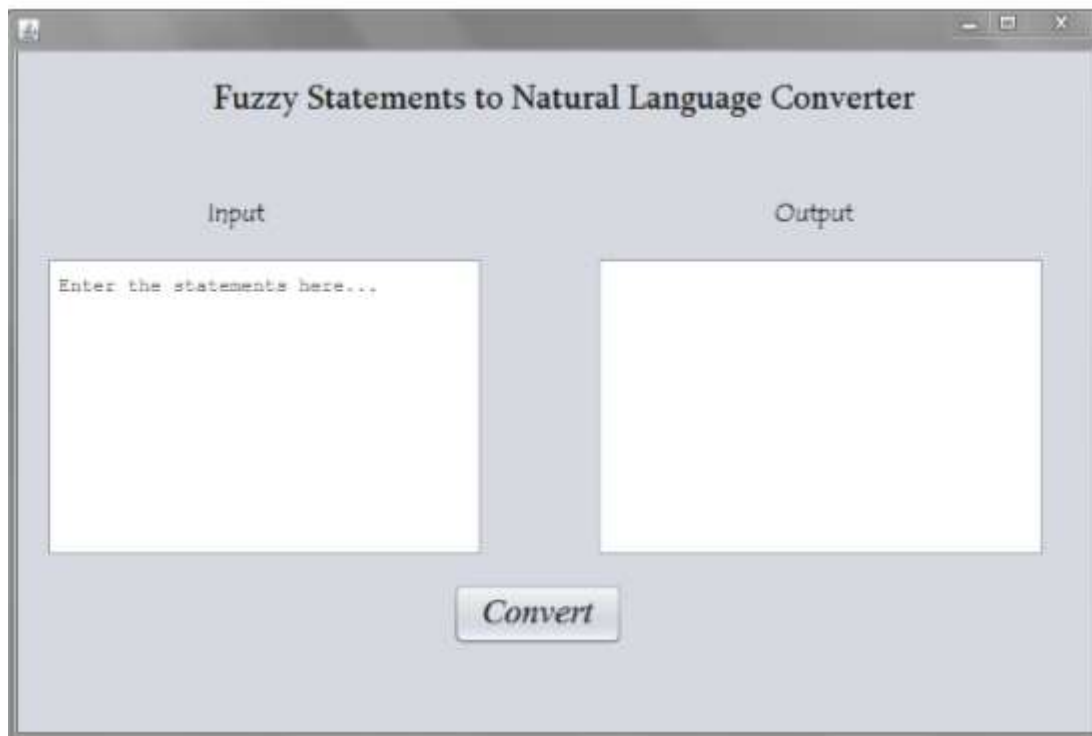 Fuzzy Statements to Natural Language Converter
Input
Output
Enter the statements here...
Convert